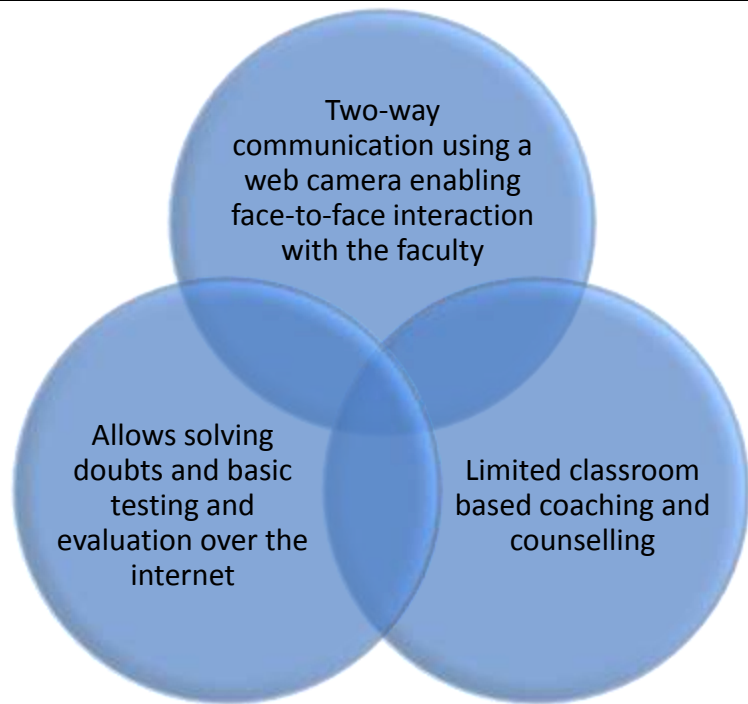 Two-way
communication using a
web camera enabling
face-to-face interaction
with the faculty
Allows solving
doubts and basic
testing and
evaluation over the
internet
Limited classroom
based coaching and
counselling